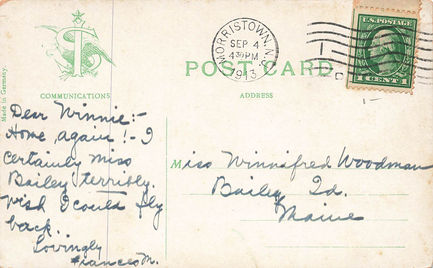 MORRISTOWN, N.J.
SEP 4
4 30 PM
1913
U.S. POSTAGE
1 CENT 1
POST CARD
Made in Germany.
COMMUNICATIONS
ADDRESS
Dear Winnie:-
Home, again! - I
certainly miss
Bailey terribly.
Wish I could fly
back.
Lovingly
Frances M.
Miss Winnifred Woodman
Bailey Id.
Maine